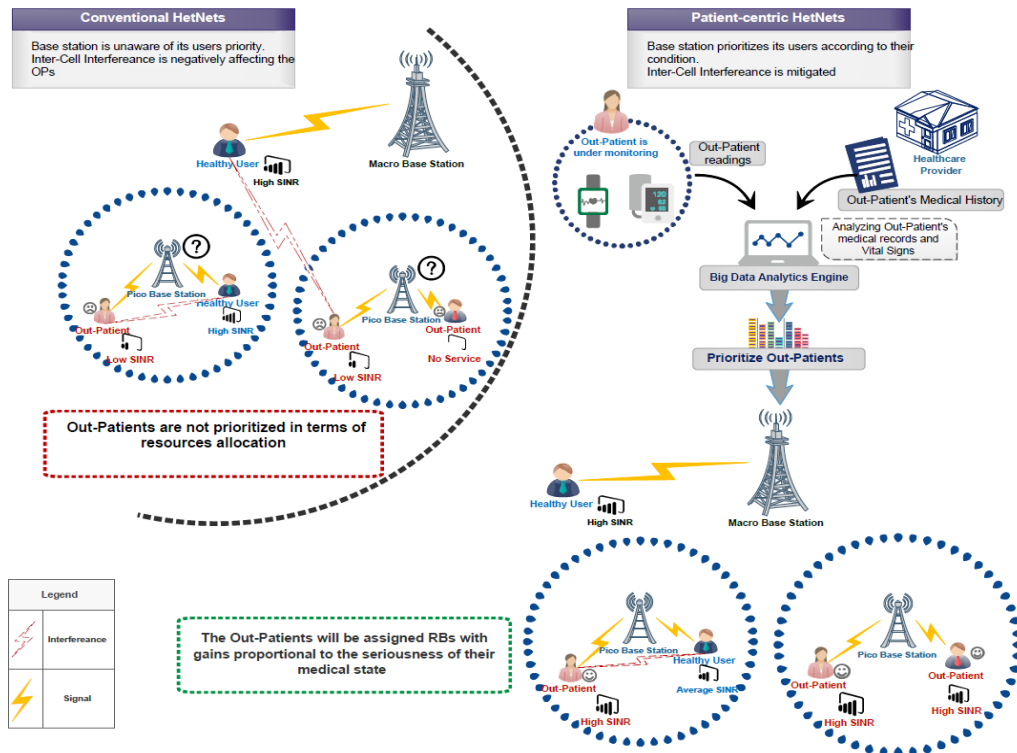 Conventional HetNets
Base station is unaware of its users priority.
Inter-Cell Interfereance is negatively affecting the
OPs
Macro Base Station
Healthy User
High SINR
?
Pico Base Station
Healthy User
High SINR
Out-Patient
Low SINR
?
Pico Base Station
Out-Patient
Low SINR
Out-Patient
No Service
Out-Patients are not prioritized in terms of
resources allocation
Legend
Interfereance
Signal
Patient-centric HetNets
Base station prioritizes its users according to their
condition.
Inter-Cell Interfereance is mitigated
Out-Patient is
under monitoring
120
Out-Patient
readings
Healthcare
Provider
Out-Patient's Medical History
Analyzing Out-Patient's
medical records and
Vital Signs
Big Data Analytics Engine
Prioritize Out-Patients
Macro Base Station
Healthy User
High SINR
The Out-Patients will be assigned RBs with
gains proportional to the seriousness of their
medical state
Pico Base Station
Healthy User
Average SINR
Out-Patient
High SINR
Pico Base Station
Out-Patient
High SINR
Out-Patient
High SINR